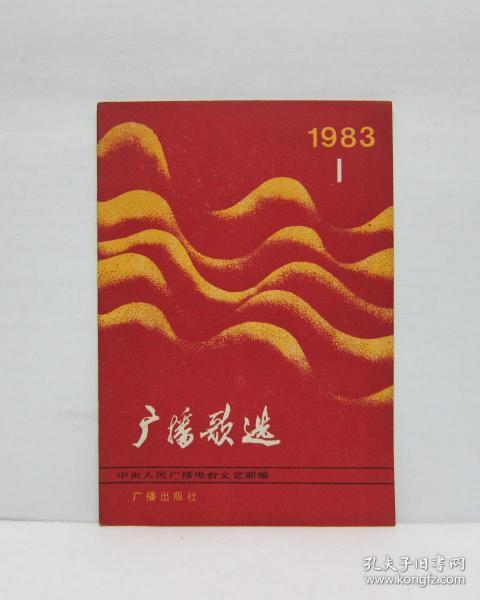 1983
1
广播歌选
中央人民广播电台文艺部编
广播出版社
孔夫子旧书网
www.kongfz.com